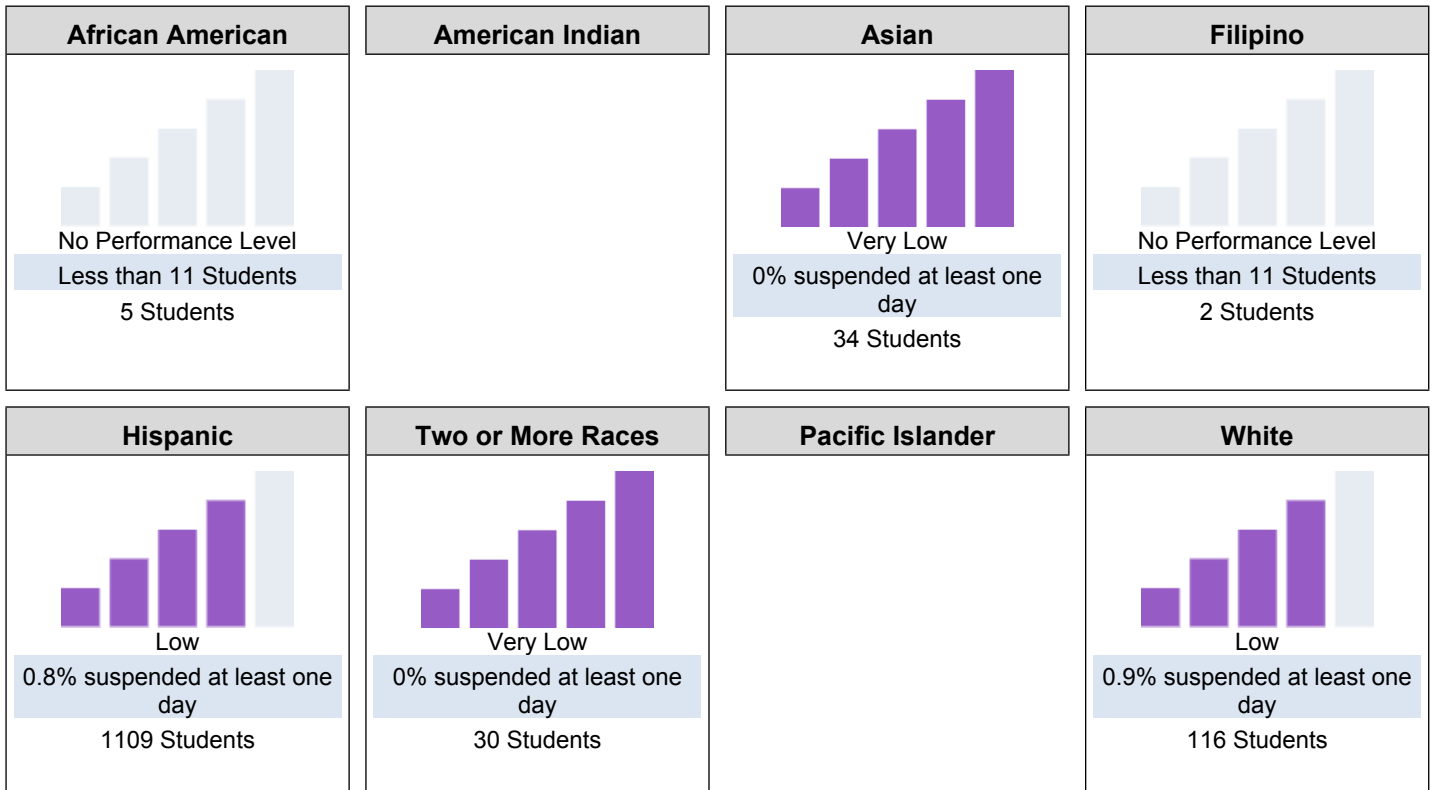 African American
American Indian
Asian
Filipino
No Performance Level
Less than 11 Students
5 Students
Very Low
0% suspended at least one
day
34 Students
No Performance Level
Less than 11 Students
2 Students
Hispanic
Two or More Races
Pacific Islander
White
Low
0.8% suspended at least one
day
1109 Students
Very Low
0% suspended at least one
day
30 Students
Low
0.9% suspended at least one
day
116 Students